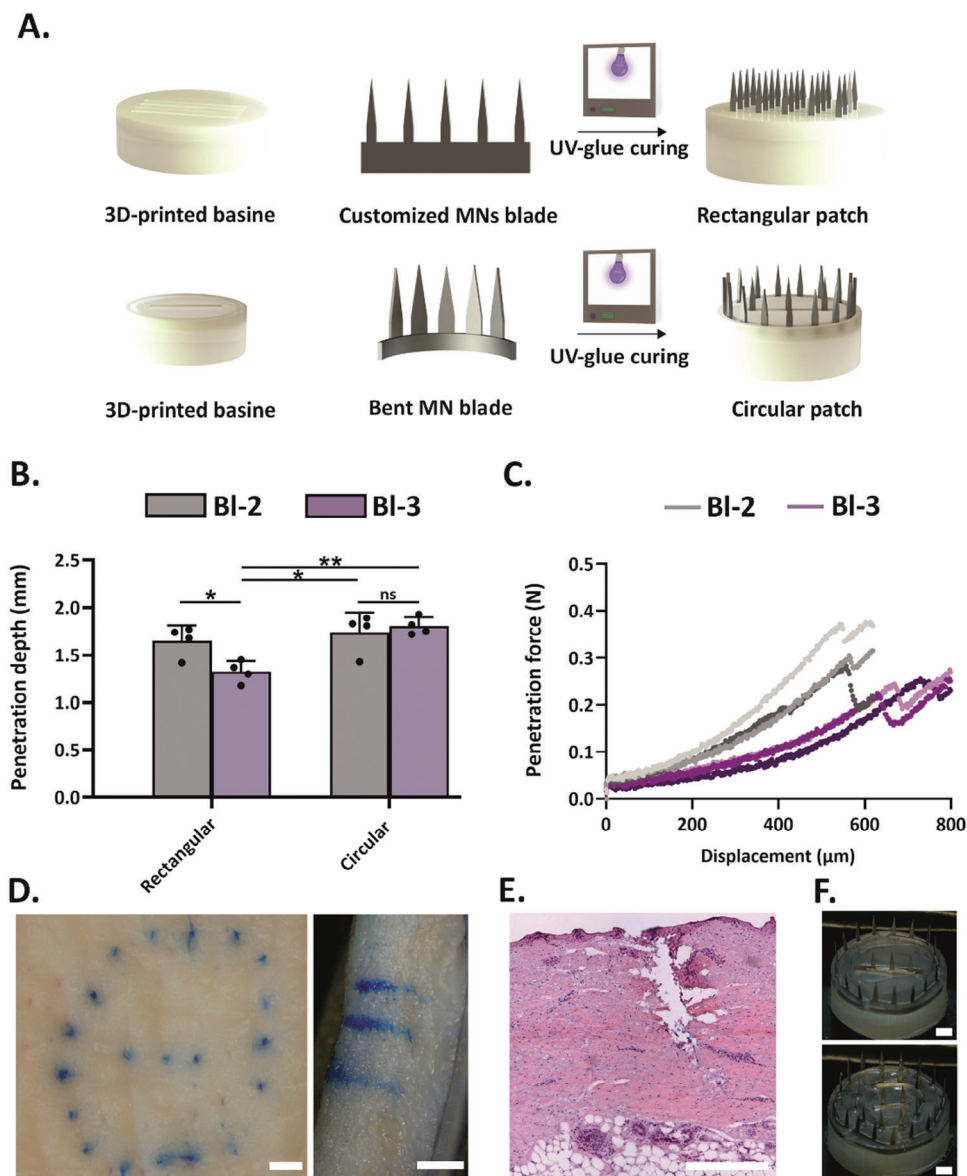 A.
UV-glue curing
3D-printed basine
Customized MNs blade
Rectangular patch
UV-glue curing
3D-printed basine
Bent MN blade
Circular patch
B.
Bl-2
Bl-3
Penetration depth (mm)
2.5
2.0
1.5
1.0
0.5
0.0
*
**
*
ns
Rectangular
Circular
C.
Bl-2
Bl-3
Penetration force (N)
0.5
0.4
0.3
0.2
0.1
0.0
0
200
400
600
800
Displacement (µm)
D.
E.
F.